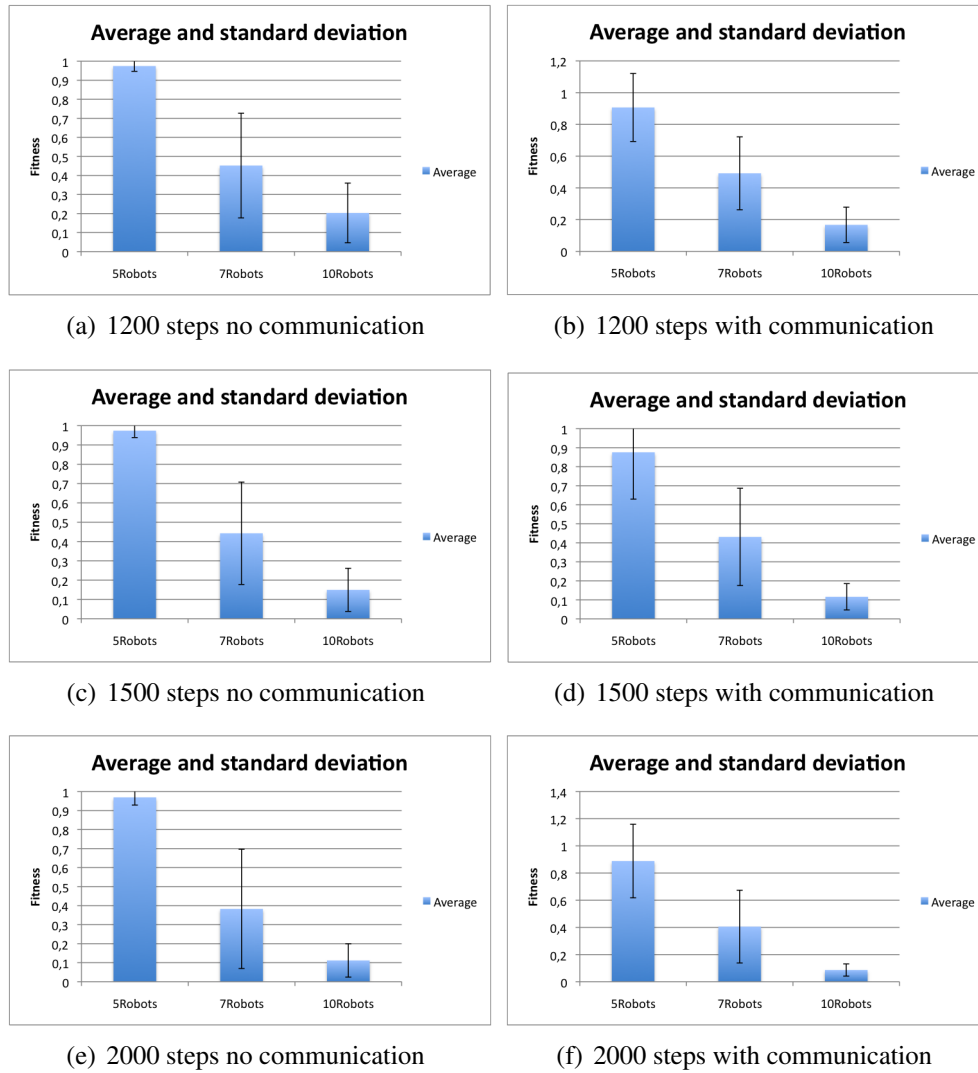 Average and standard deviation
1
0,9
0,8
0,7
0,6
0,5
0,4
0,3
0,2
0,1
0
Fitness
5Robots 7Robots 10Robots
Average
(a) 1200 steps no communication
Average and standard deviation
1,2
1
0,8
0,6
0,4
0,2
0
Fitness
5Robots 7Robots 10Robots
Average
(b) 1200 steps with communication
Average and standard deviation
1
0,9
0,8
0,7
0,6
0,5
0,4
0,3
0,2
0,1
0
Fitness
5Robots 7Robots 10Robots
Average
(c) 1500 steps no communication
Average and standard deviation
1
0,9
0,8
0,7
0,6
0,5
0,4
0,3
0,2
0,1
0
Fitness
5Robots 7Robots 10Robots
Average
(d) 1500 steps with communication
Average and standard deviation
1
0,9
0,8
0,7
0,6
0,5
0,4
0,3
0,2
0,1
0
Fitness
5Robots 7Robots 10Robots
Average
(e) 2000 steps no communication
Average and standard deviation
1,4
1,2
1
0,8
0,6
0,4
0,2
0
Fitness
5Robots 7Robots 10Robots
Average
(f) 2000 steps with communication